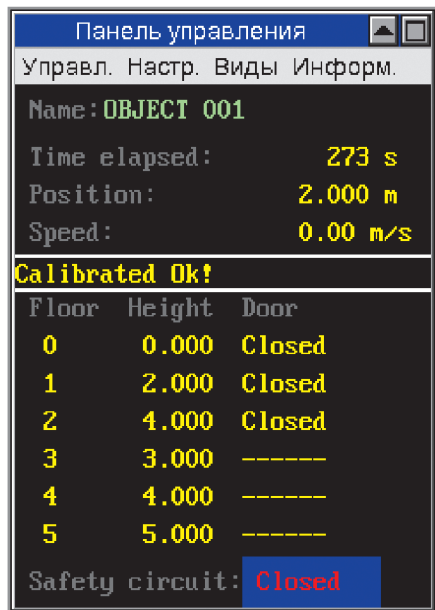 Панель управления
Управл. Настр. Виды Информ.
Name:OBJECT 001
Time elapsed: 273 s
Position: 2.000 m
Speed: 0.00 m/s
Calibrated Ok!
Floor Height Door
0 0.000 Closed
1 2.000 Closed
2 4.000 Closed
3 3.000 ------
4 4.000 ------
5 5.000 ------
Safety circuit: Closed